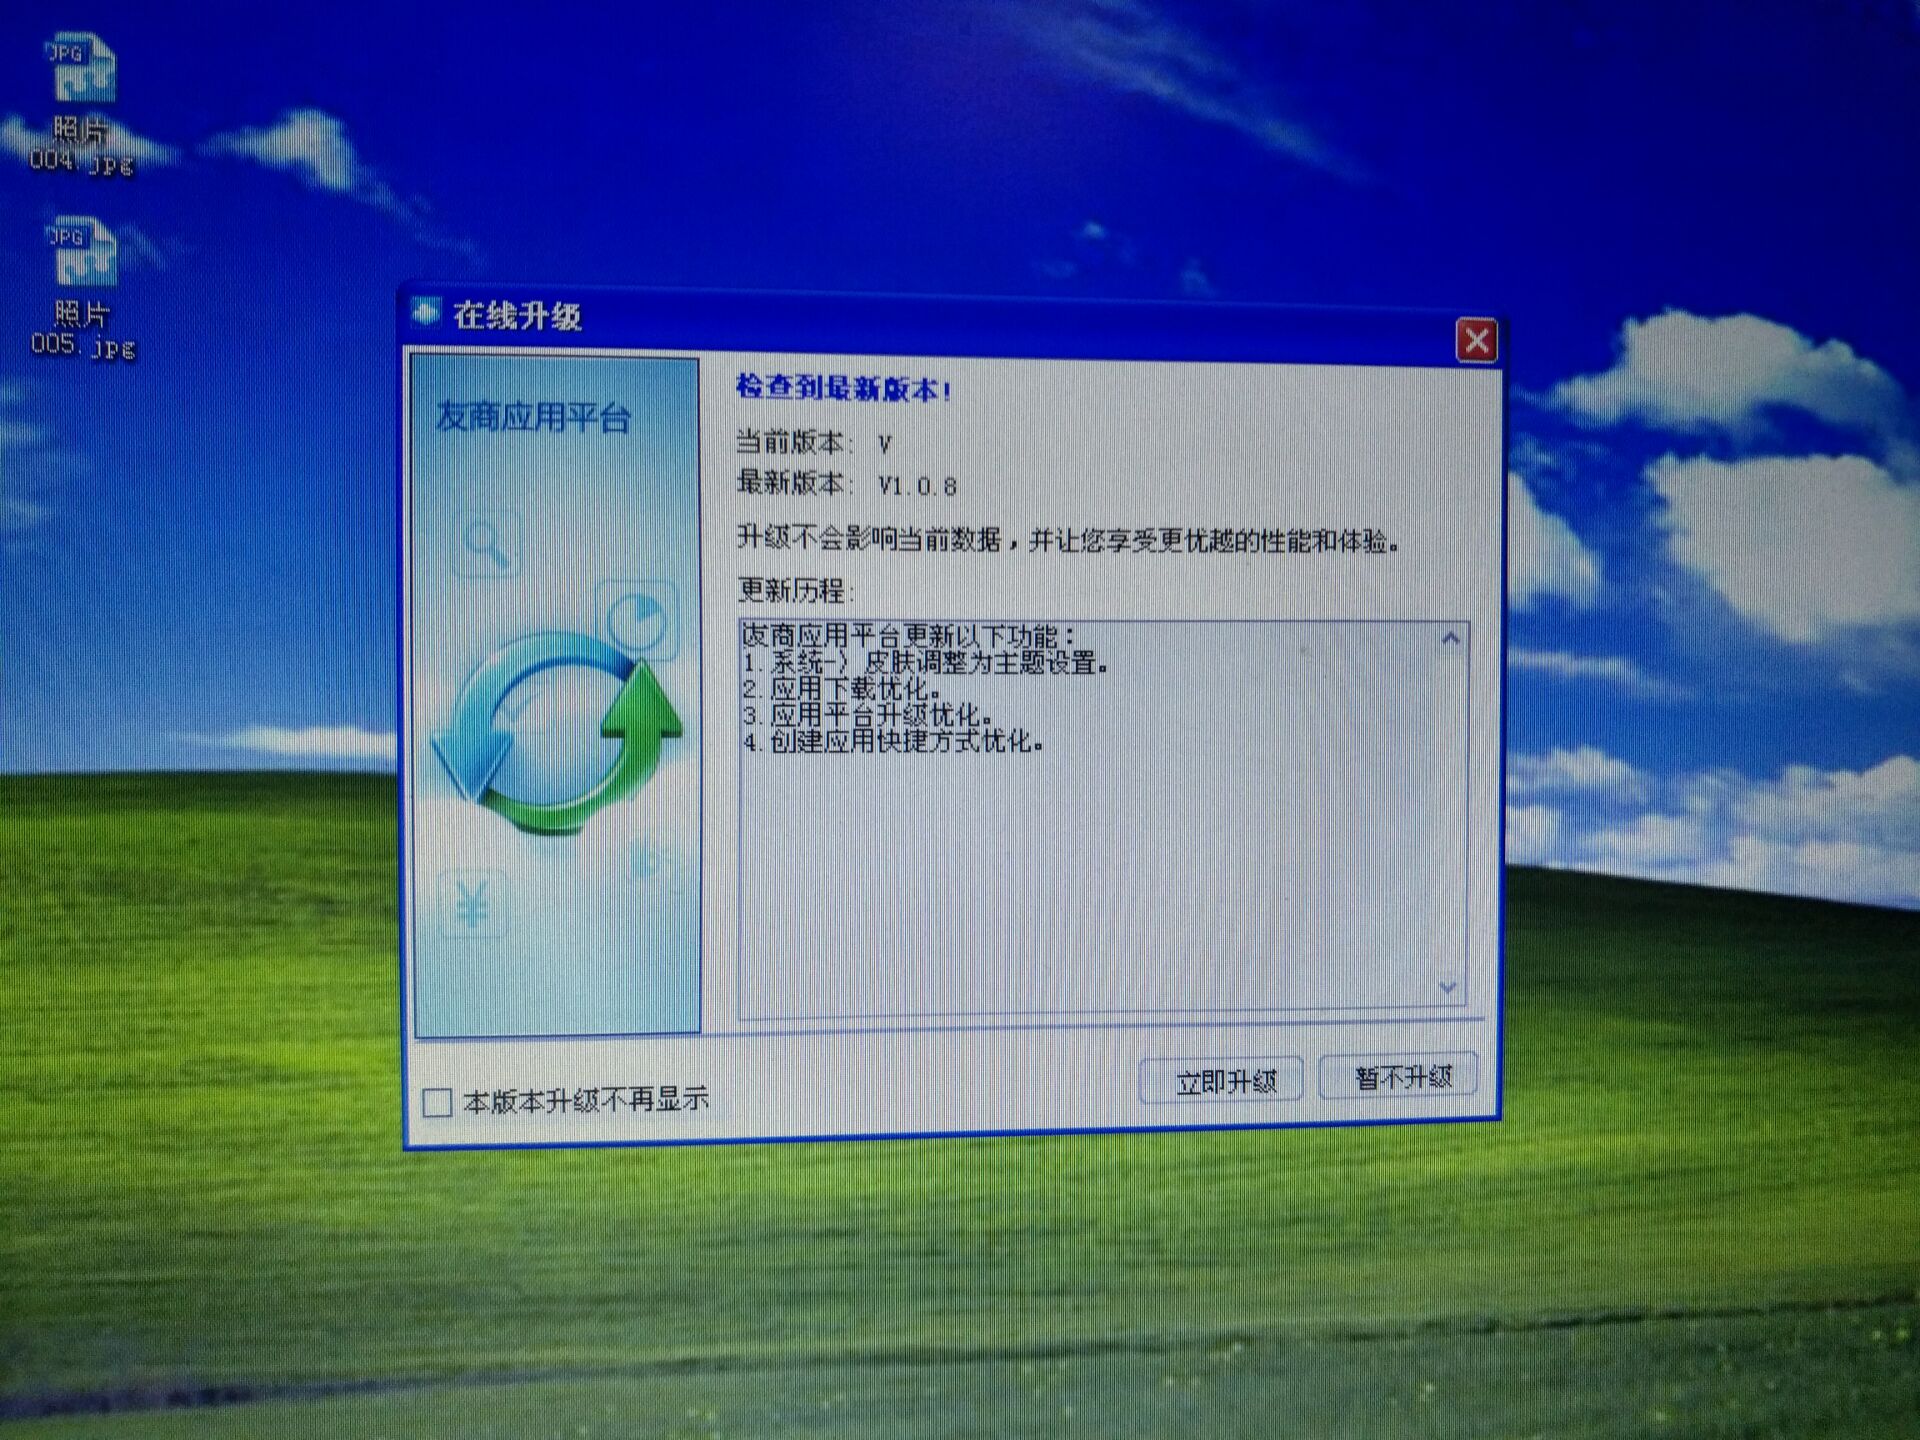 JPG
照片
004.jpg
JPG
照片
005.jpg
在线升级
友商应用平台
检查到最新版本!
当前版本: V
最新版本: V1.0.8
升级不会影响当前数据，并让您享受更优越的性能和体验。
更新历程:
友商应用平台更新以下功能：
1.系统-〉皮肤调整为主题设置。
2.应用下载优化。
3.应用平台升级优化。
4.创建应用快捷方式优化。
¥
本版本升级不再显示
立即升级
暂不升级